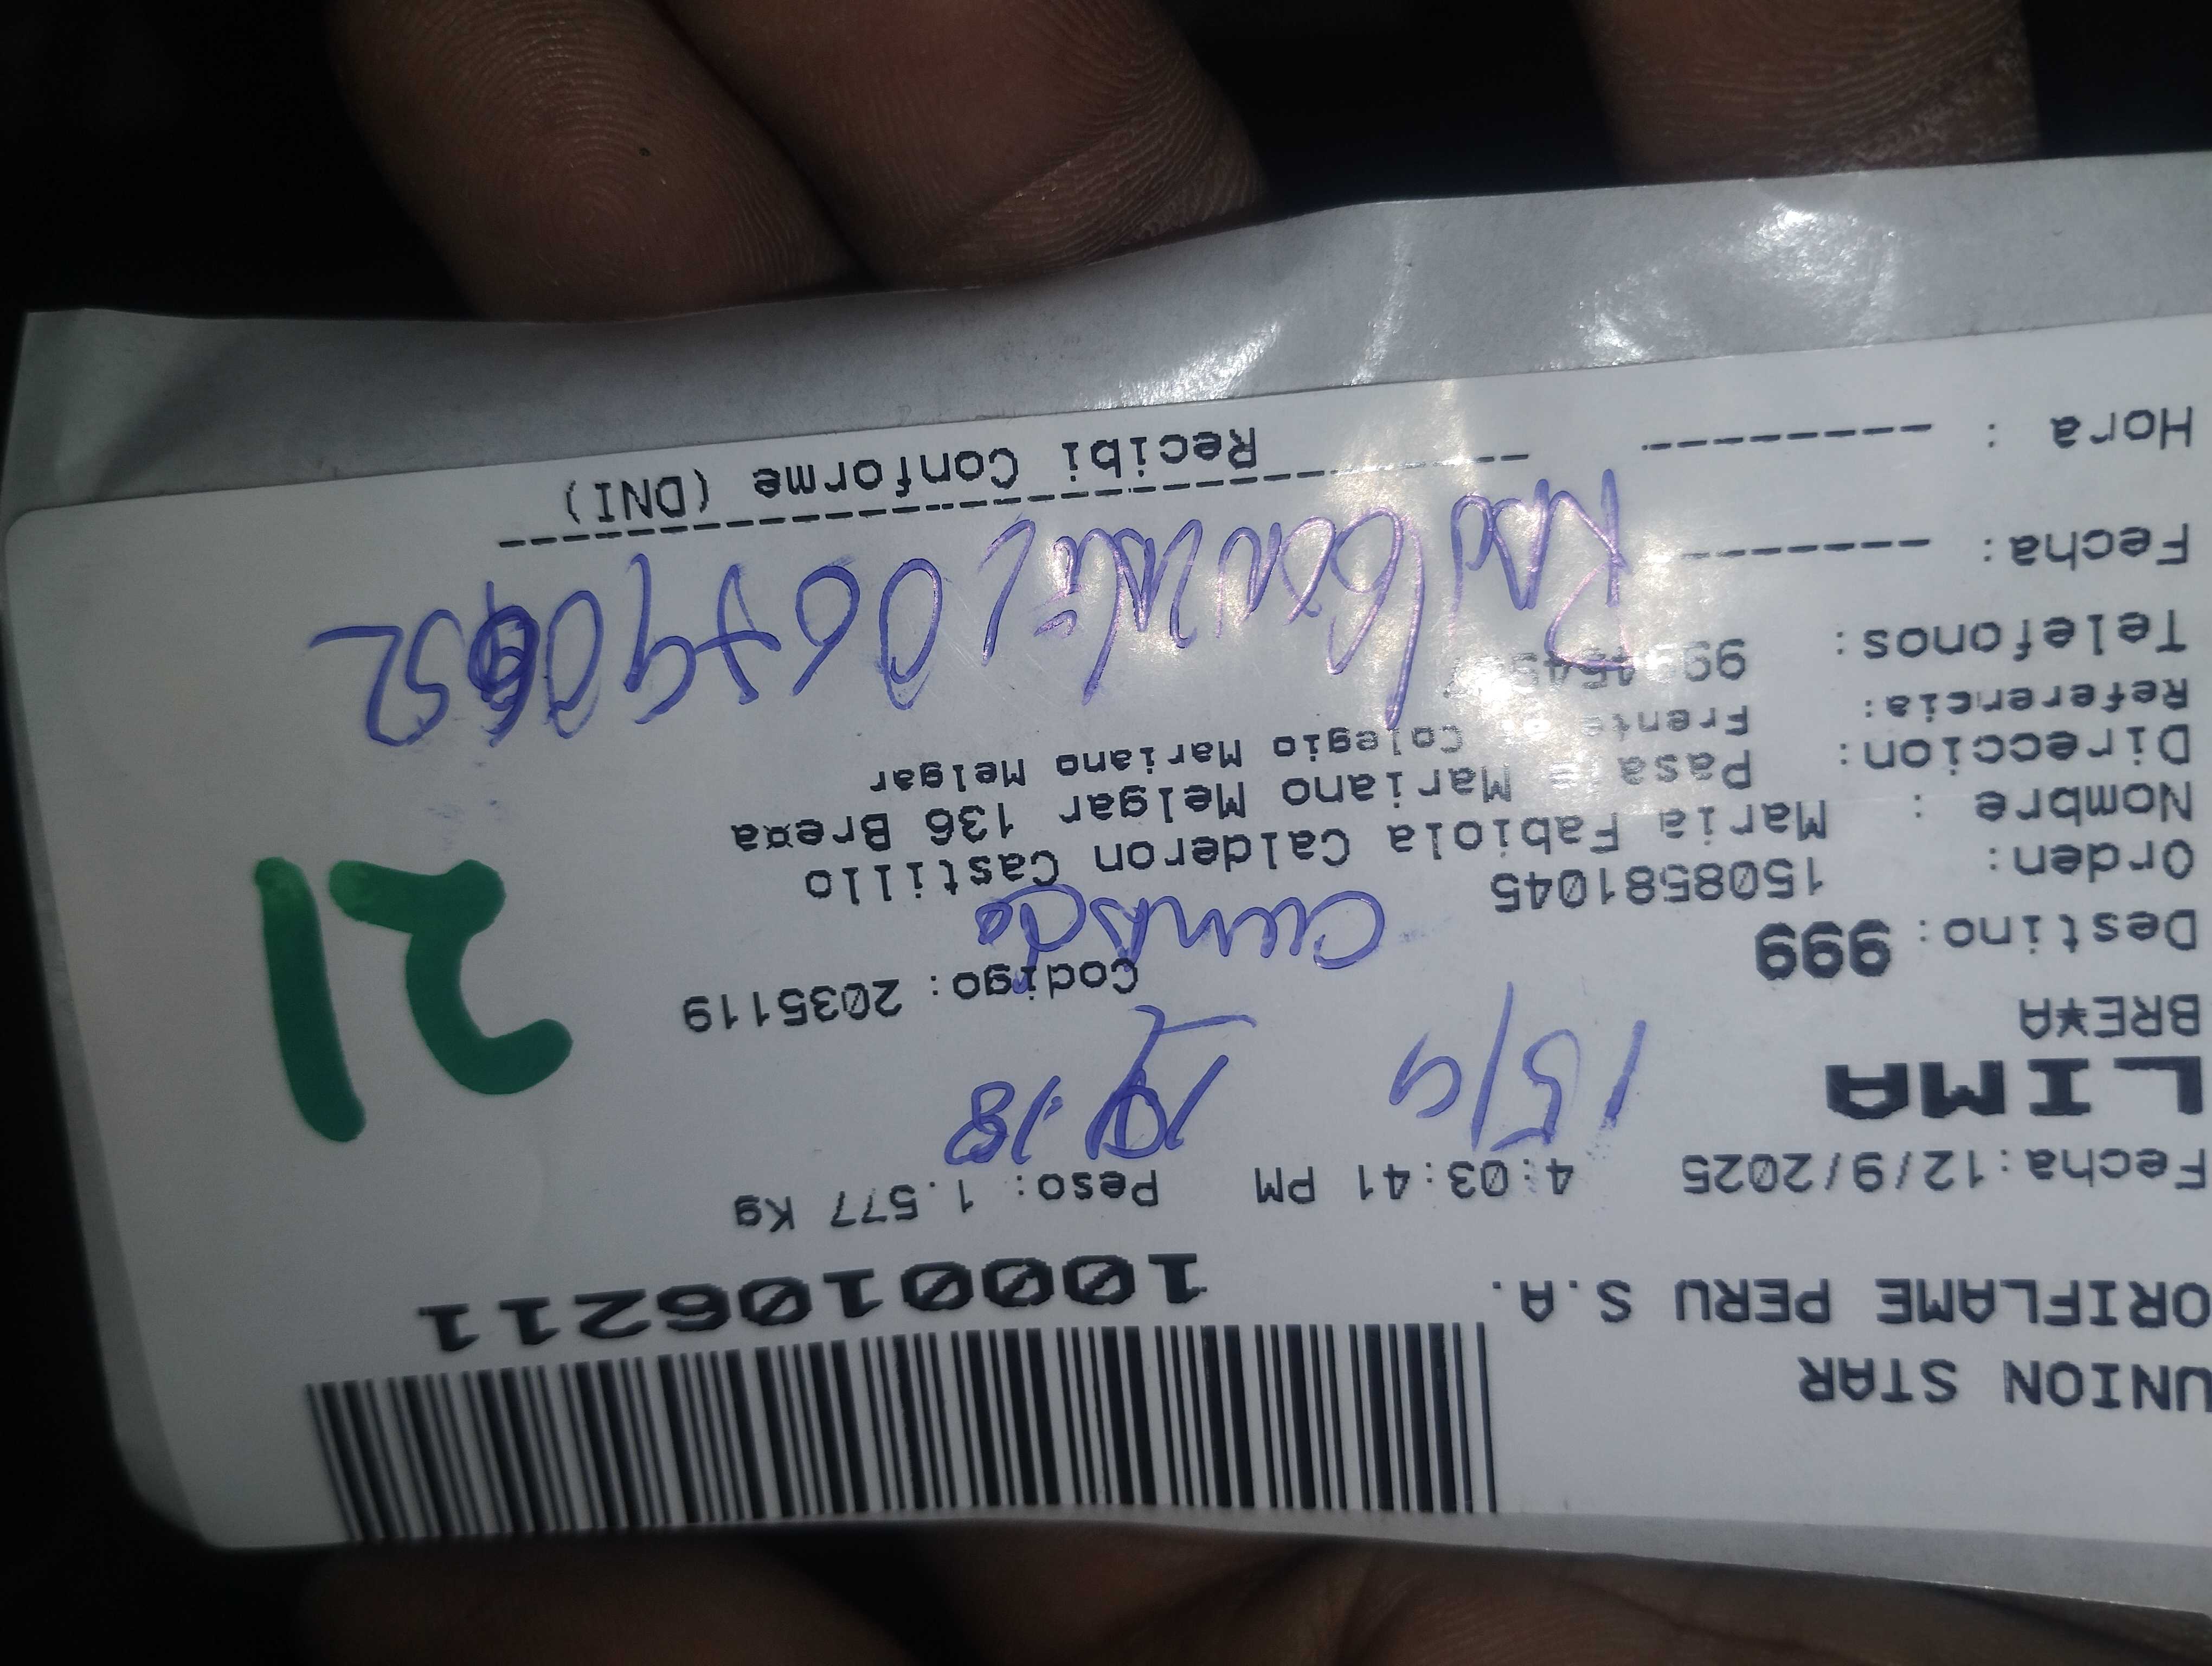 UNION STAR
ORIFLAME PERU S.A.
1000106211
Fecha:12/9/2025 4:03:41 PM Peso: 1.577 Kg
15/9 :18
LIMA
BRE¥A
Destino: 999 Codigo: 2035119
Cuñada
Orden: 1508581045
Nombre : Maria Fabiola Calderon Castillo
Direccion: Mariano Melgar 136 Bre¤a
Referencia: Frente Colegio Mariano Melgar
Telefonos:
Fecha: --------
Hora : --------
Recibi Conforme (DNI)
21